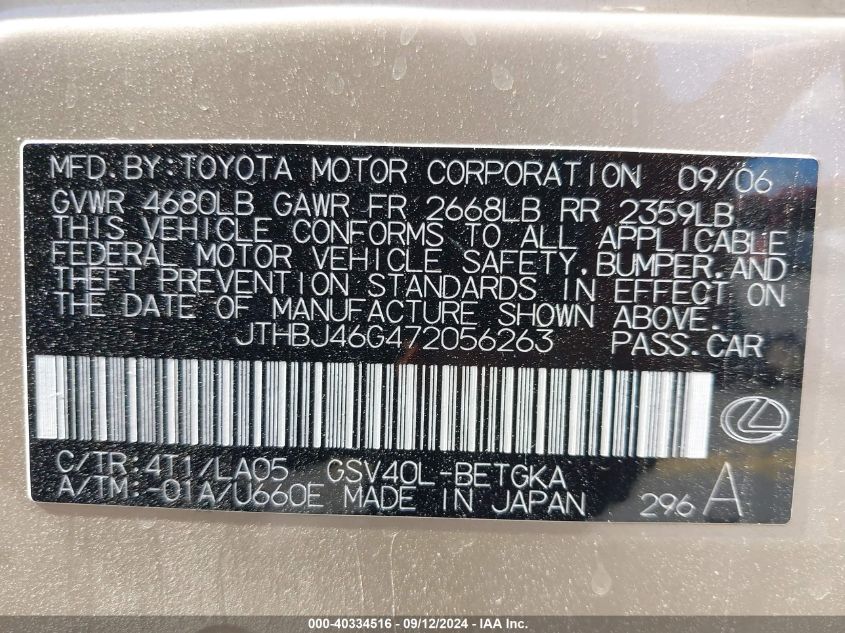 MFD.BY:TOYOTA MOTOR CORPORATION 09/06
GVWR 4680LB GAWR FR 2668LB RR 2359LB
THIS VEHICLE CONFORMS TO ALL APPLICABLE
FEDERAL MOTOR VEHICLE SAFETY,BUMPER,AND
THEFT PREVENTION STANDARDS IN EFFECT ON
THE DATE OF MANUFACTURE SHOWN ABOVE.
JTHBJ46G472056263 PASS.CAR
C/TR:4T1/LA05 GSV40L-BETGKA
A/TM:-01A/U660E MADE IN JAPAN 296 A
000-40334516 - 09/12/2024 - IAA Inc.